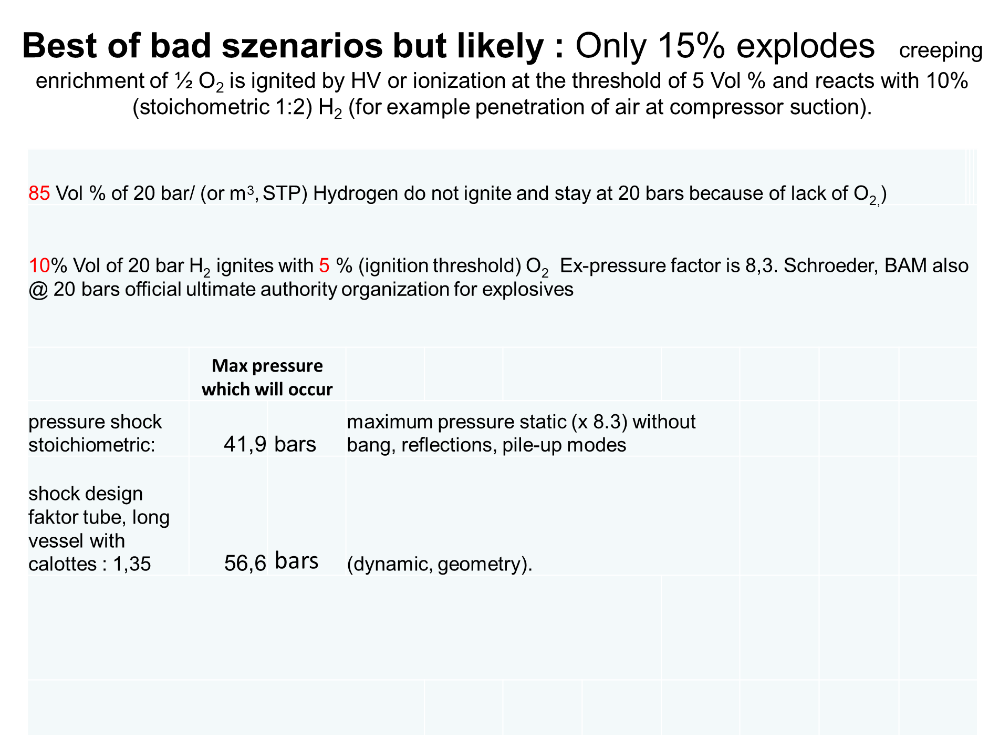 Best of bad szenarios but likely : Only 15% explodes creeping
enrichment of ½ O₂ is ignited by HV or ionization at the threshold of 5 Vol % and reacts with 10%
(stoichometric 1:2) H₂ (for example penetration of air at compressor suction).
85 Vol % of 20 bar/ (or m³, STP) Hydrogen do not ignite and stay at 20 bars because of lack of O₂,)
10% Vol of 20 bar H₂ ignites with 5 % (ignition threshold) O₂ Ex-pressure factor is 8,3. Schroeder, BAM also
@ 20 bars official ultimate authority organization for explosives
Max pressure
which will occur
pressure shock
stoichiometric:
41,9 bars
maximum pressure static (x 8.3) without
bang, reflections, pile-up modes
shock design
faktor tube, long
vessel with
calottes : 1,35
56,6 bars
(dynamic, geometry).